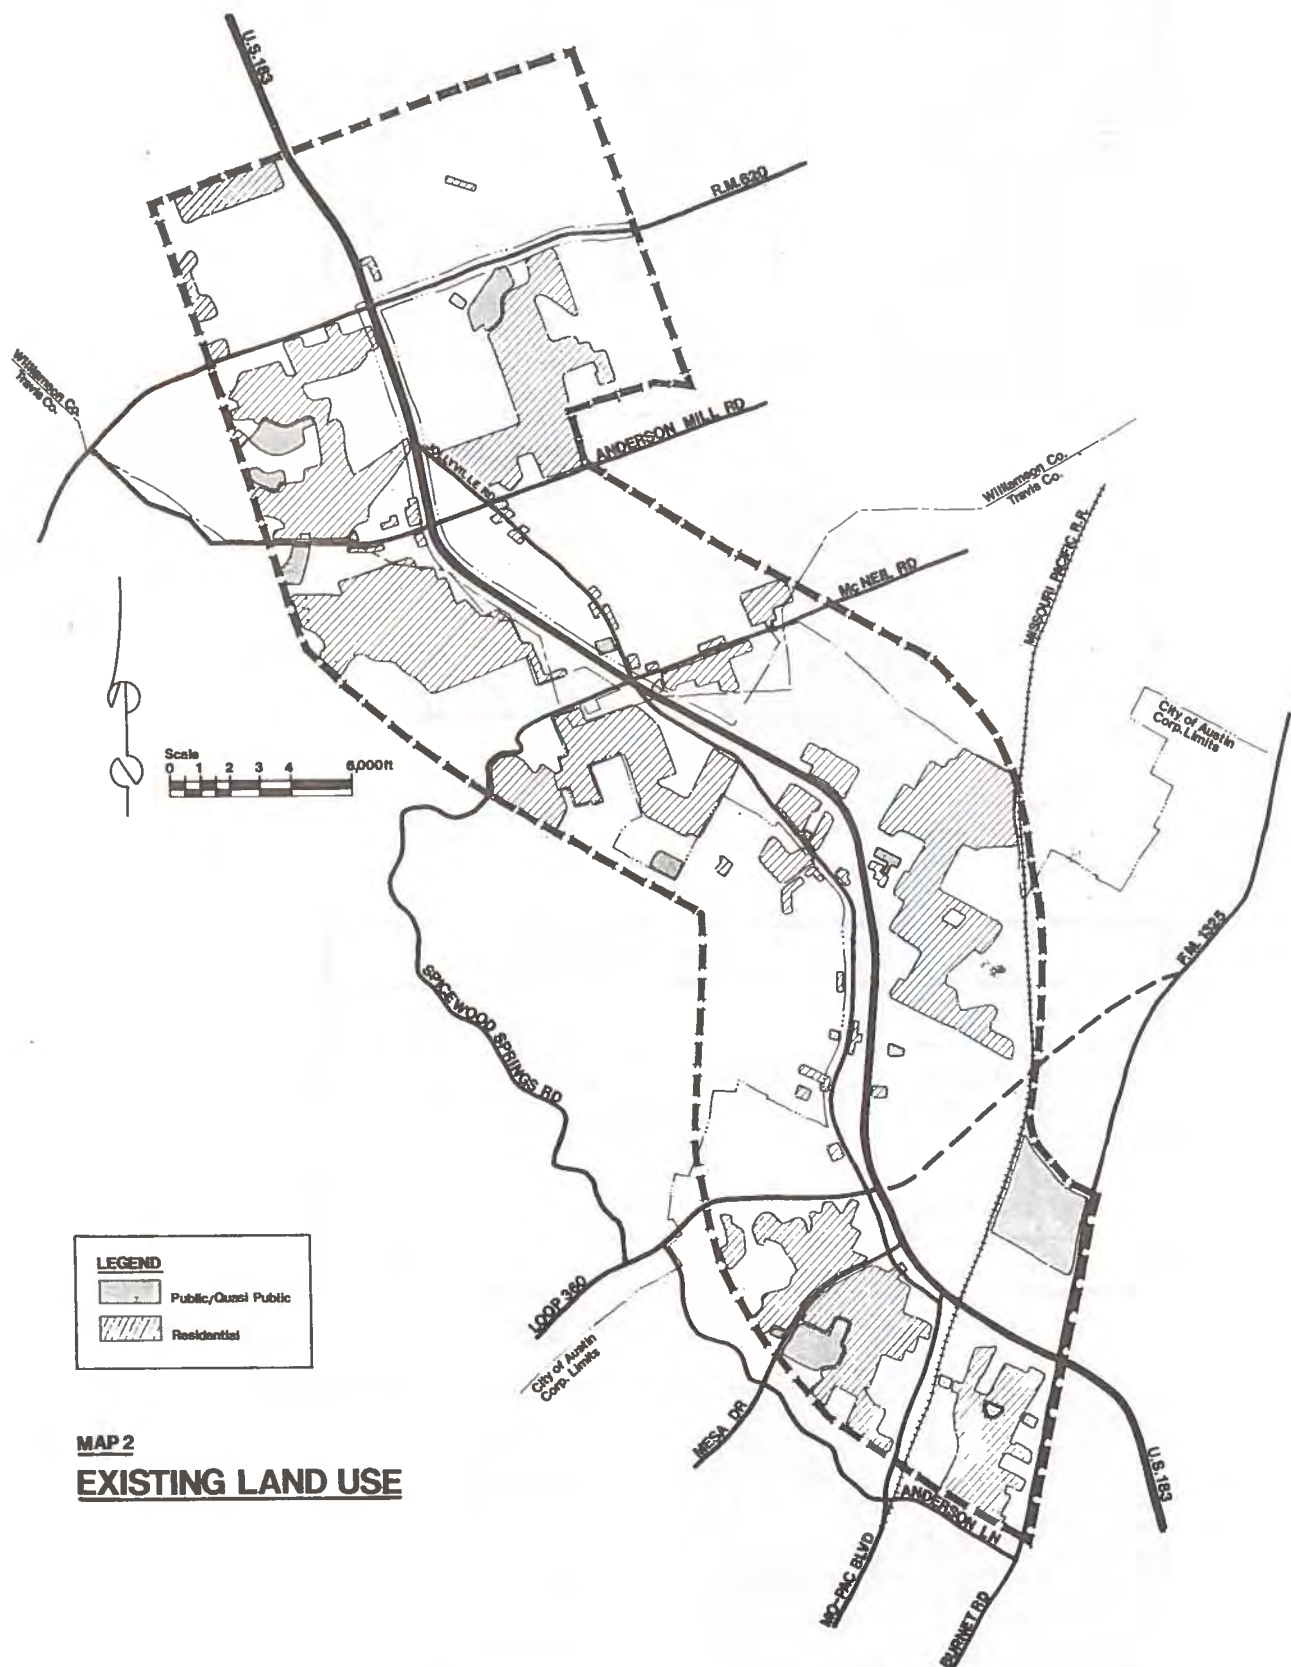 U.S.183
R.M.620
Williamson Co.
Travis Co.
ANDERSON MILL RD
Williamson Co.
Travis Co.
MISSOURI PACIFIC R.R.
McNEIL RD
City of Austin
Corp. Limits
Scale
0 1 2 3 4 6,000ft
F.M. 1325
SPICEWOOD SPRINGS RD
LEGEND
Public/Quasi Public
Residential
LOOP 360
City of Austin
Corp. Limits
MESA DR
MAP 2
EXISTING LAND USE
U.S.183
ANDERSON LN
MO-PAC BLVD
BURNET RD